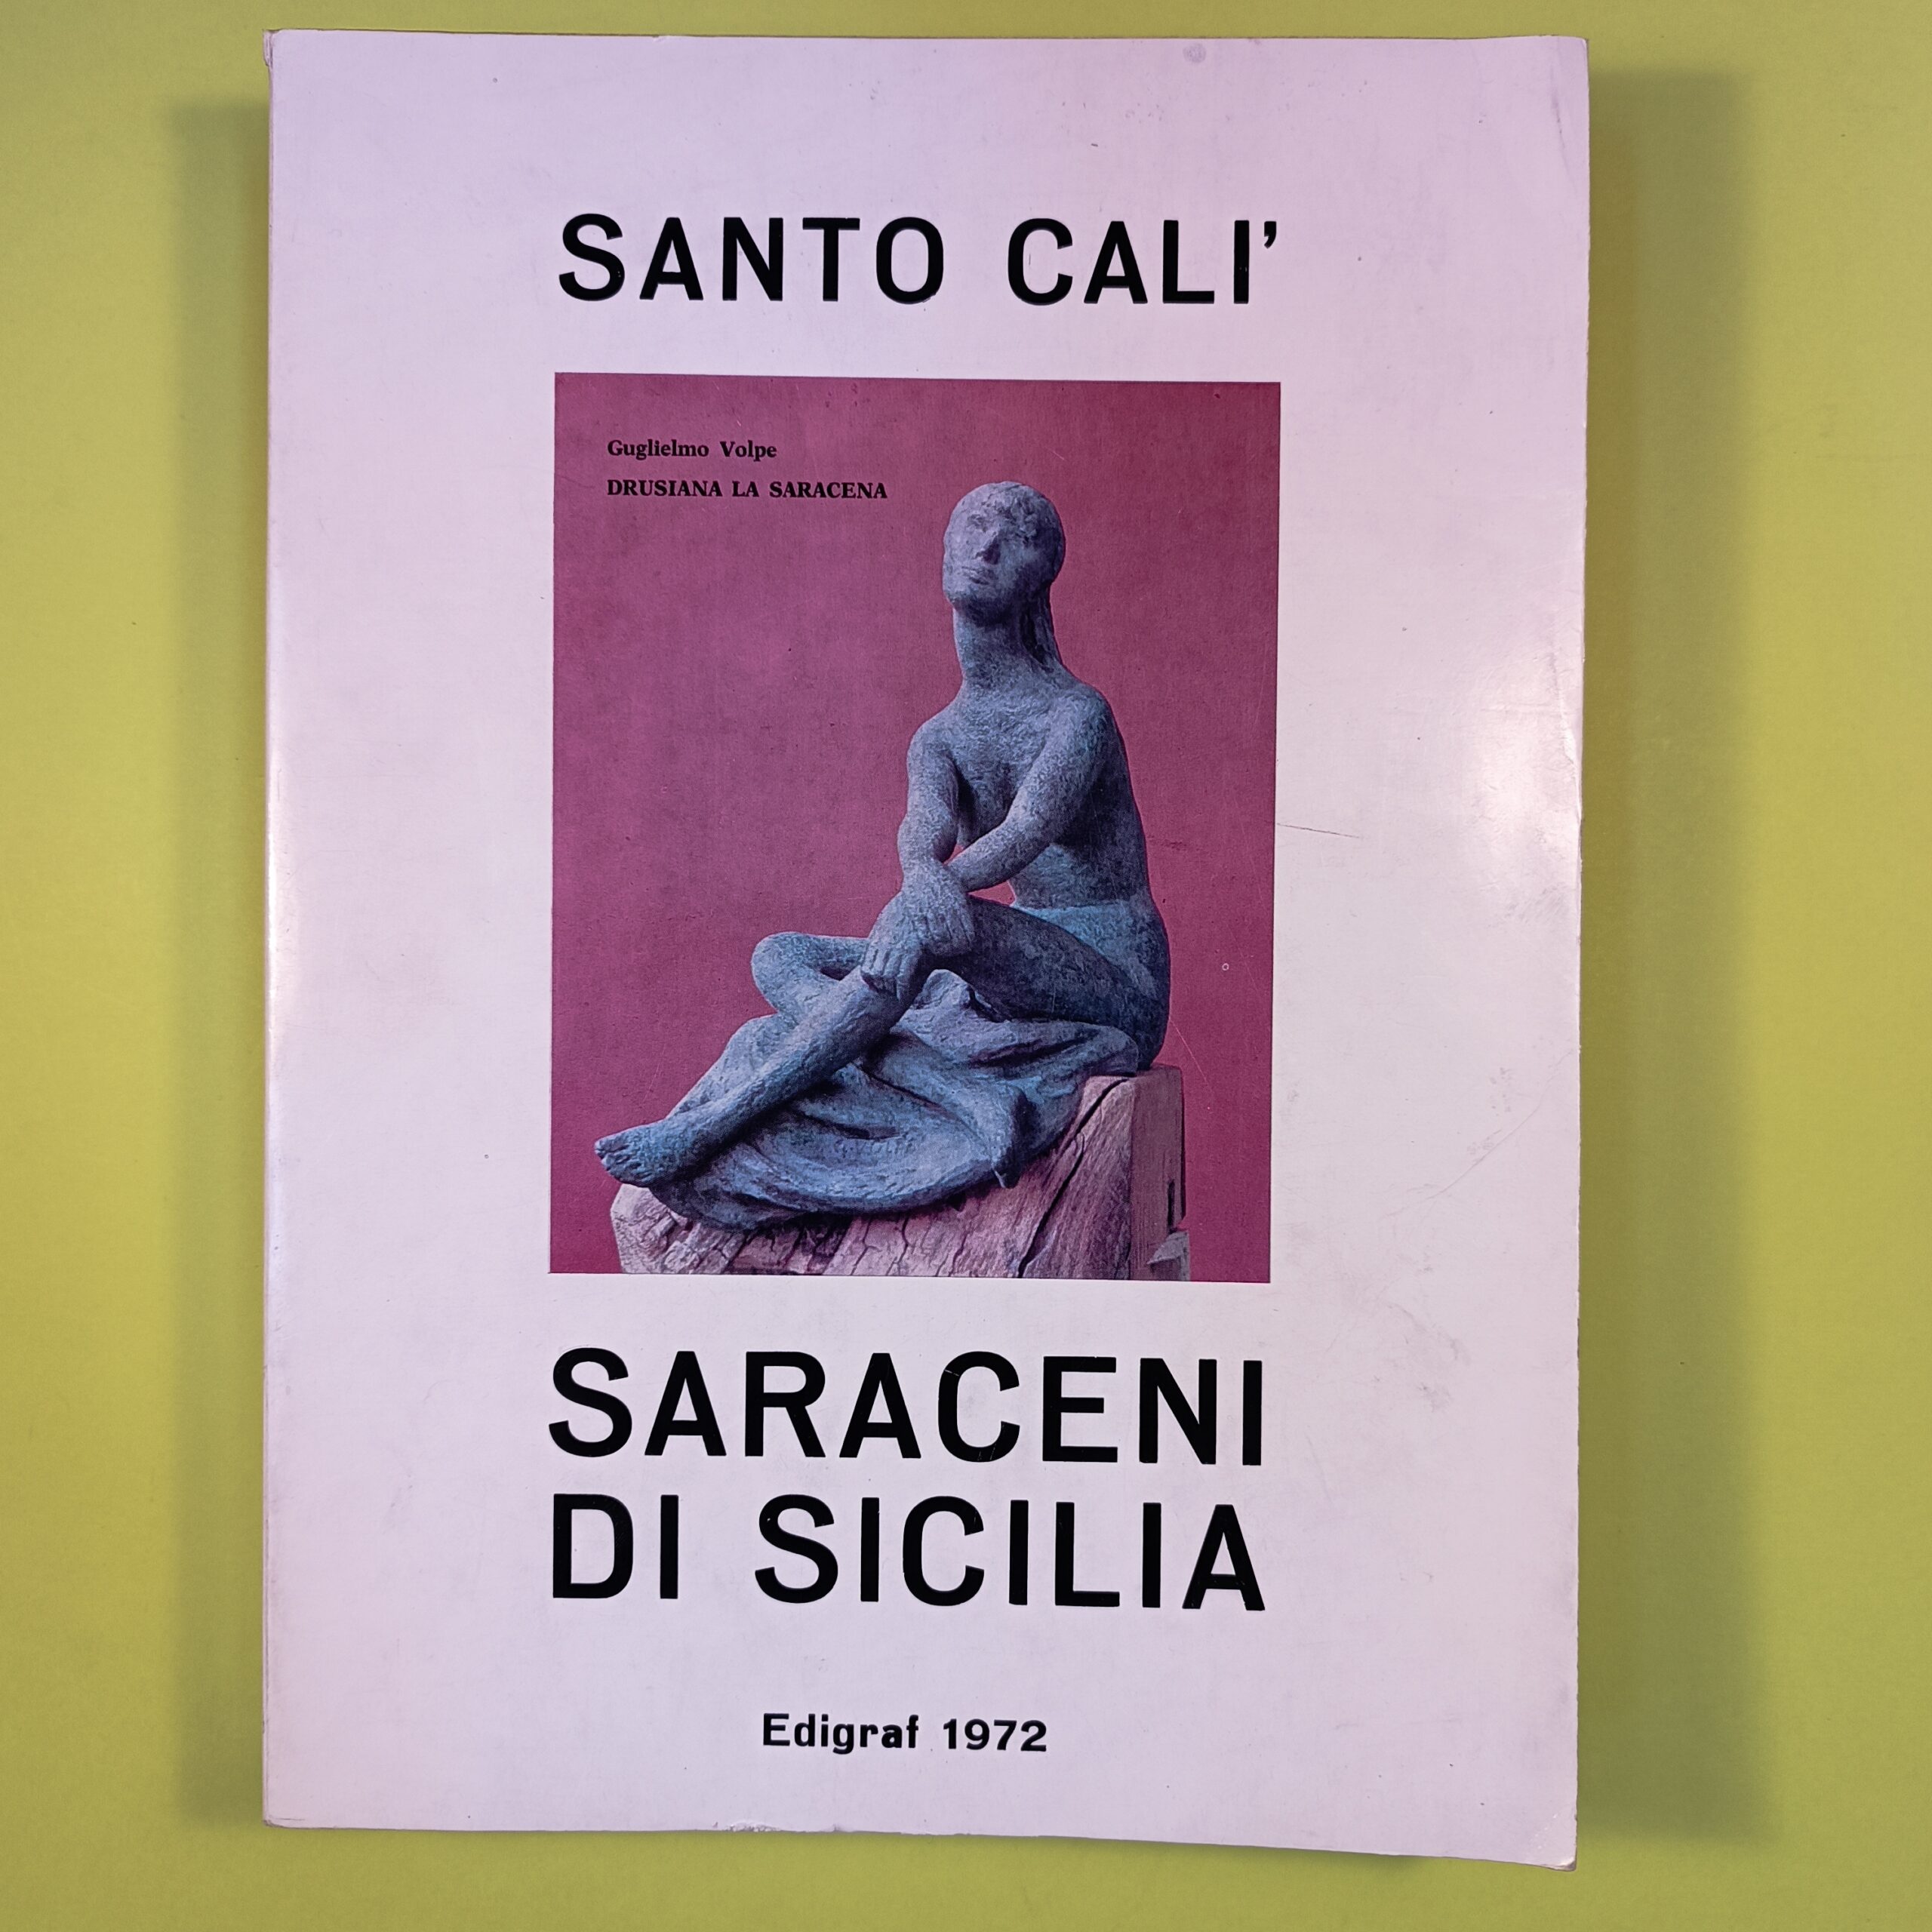 SANTO CALI'
Guglielmo Volpe
DRUSIANA LA SARACENA
SARACENI
DI SICILIA
Edigraf 1972